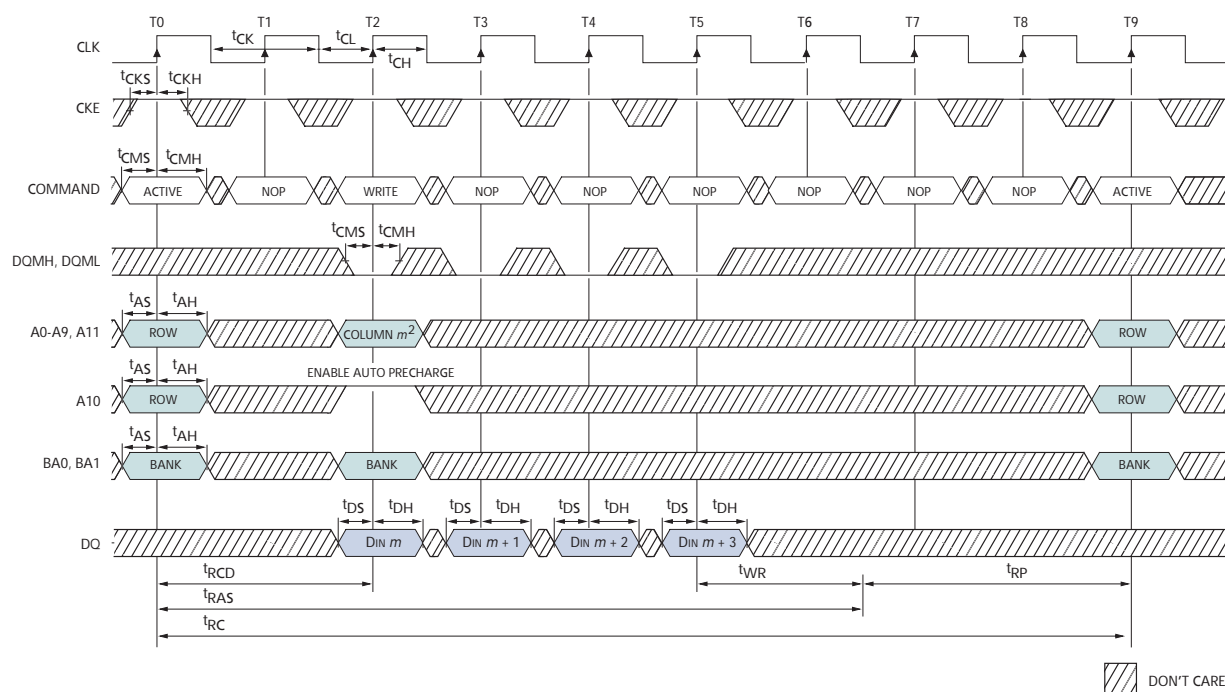 T0 T1 T2 T3 T4 T5 T6 T7 T8 T9
CLK tCK tCL tCH
tCKS tCKH
CKE
tCMS tCMH
COMMAND ACTIVE NOP WRITE NOP NOP NOP NOP NOP NOP ACTIVE
tCMS tCMH
DQMH, DQML
tAS tAH
A0-A9, A11 ROW COLUMN m2 ROW
tAS tAH ENABLE AUTO PRECHARGE
A10 ROW ROW
tAS tAH
BA0, BA1 BANK BANK BANK
tDS tDH tDS tDH tDS tDH tDS tDH
DQ DIN m DIN m + 1 DIN m + 2 DIN m + 3
tRCD tWR tRP
tRAS
tRC
DON'T CARE